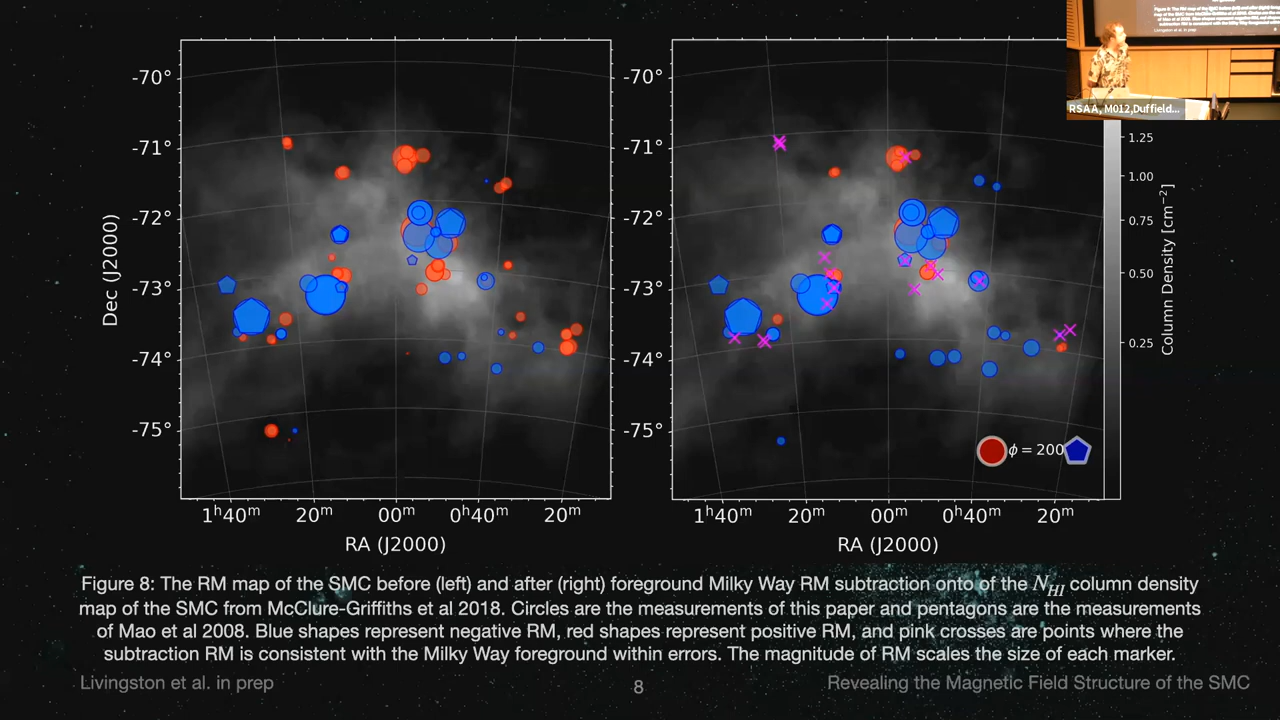 -70°
-71°
-72°
-73°
-74°
-75°
Dec (J2000)
1ʰ40ᵐ
20ᵐ
00ᵐ
0ʰ40ᵐ
20ᵐ
RA (J2000)
-70°
-71°
-72°
-73°
-74°
-75°
1ʰ40ᵐ
20ᵐ
00ᵐ
0ʰ40ᵐ
20ᵐ
RA (J2000)
ϕ = 200
1.25
1.00
0.75
0.50
0.25
Column Density [cm⁻²]
Livingston et al. in prep
RSAA, M012,Duffield...
Figure 8: The RM map of the SMC before (left) and after (right) foreground Milky Way RM subtraction onto of the N_HI column density
map of the SMC from McClure-Griffiths et al 2018. Circles are the measurements of this paper and pentagons are the measurements
of Mao et al 2008. Blue shapes represent negative RM, red shapes represent positive RM, and pink crosses are points where the
subtraction RM is consistent with the Milky Way foreground within errors. The magnitude of RM scales the size of each marker.
Livingston et al. in prep
8
Revealing the Magnetic Field Structure of the SMC